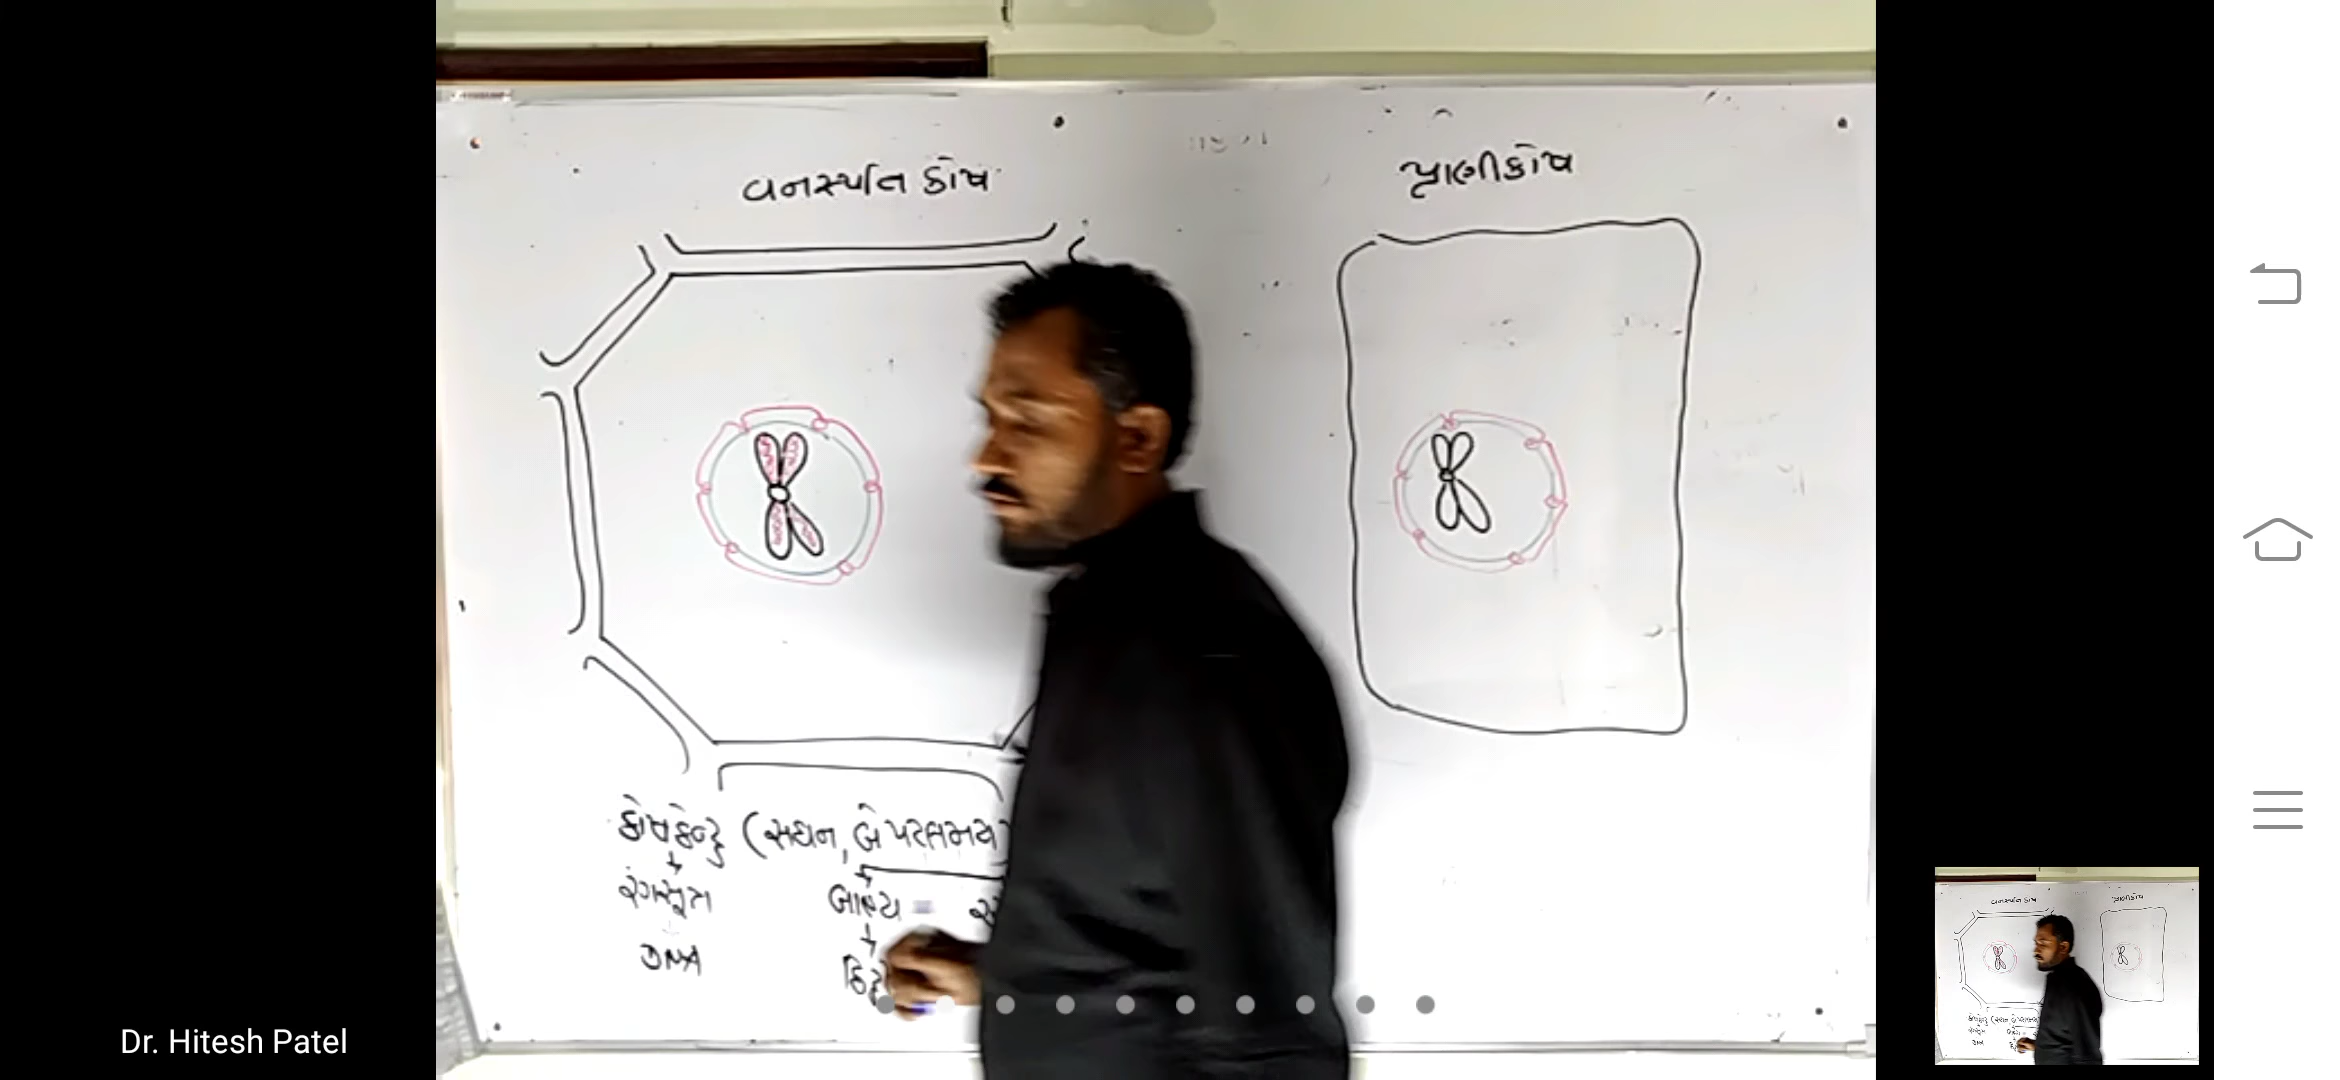 વનસ્પતિ કોષ
પ્રાણીકોષ
કોષકેન્દ્ર (સઘન, બે પટલમય)
રંગસૂત્ર
બાહ્ય
DNA
Dr. Hitesh Patel